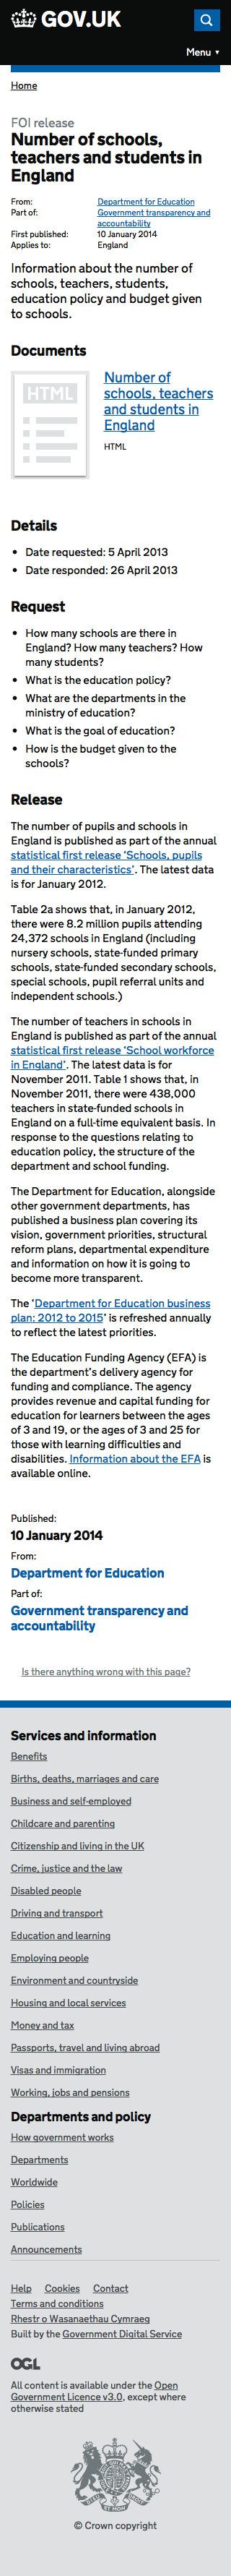 GOV.UK
Menu ▼
Home
FOI release
Number of schools,
teachers and students in
England
From: Department for Education
Part of: Government transparency and
accountability
First published: 10 January 2014
Applies to: England
Information about the number of
schools, teachers, students,
education policy and budget given
to schools.
Documents
HTML
Number of
schools, teachers
and students in
England
HTML
Details
• Date requested: 5 April 2013
• Date responded: 26 April 2013
Request
• How many schools are there in
England? How many teachers? How
many students?
• What is the education policy?
• What are the departments in the
ministry of education?
• What is the goal of education?
• How is the budget given to the
schools?
Release
The number of pupils and schools in
England is published as part of the annual
statistical first release ‘Schools, pupils
and their characteristics’. The latest data
is for January 2012.
Table 2a shows that, in January 2012,
there were 8.2 million pupils attending
24,372 schools in England (including
nursery schools, state-funded primary
schools, state-funded secondary schools,
special schools, pupil referral units and
independent schools.)
The number of teachers in schools in
England is published as part of the annual
statistical first release ‘School workforce
in England’. The latest data is for
November 2011. Table 1 shows that, in
November 2011, there were 438,000
teachers in state-funded schools in
England on a full-time equivalent basis. In
response to the questions relating to
education policy, the structure of the
department and school funding.
The Department for Education, alongside
other government departments, has
published a business plan covering its
vision, government priorities, structural
reform plans, departmental expenditure
and information on how it is going to
become more transparent.
The ‘Department for Education business
plan: 2012 to 2015’ is refreshed annually
to reflect the latest priorities.
The Education Funding Agency (EFA) is
the department’s delivery agency for
funding and compliance. The agency
provides revenue and capital funding for
education for learners between the ages
of 3 and 19, or the ages of 3 and 25 for
those with learning difficulties and
disabilities. Information about the EFA is
available online.
Published:
10 January 2014
From:
Department for Education
Part of:
Government transparency and
accountability
Is there anything wrong with this page?
Services and information
Benefits
Births, deaths, marriages and care
Business and self-employed
Childcare and parenting
Citizenship and living in the UK
Crime, justice and the law
Disabled people
Driving and transport
Education and learning
Employing people
Environment and countryside
Housing and local services
Money and tax
Passports, travel and living abroad
Visas and immigration
Working, jobs and pensions
Departments and policy
How government works
Departments
Worldwide
Policies
Publications
Announcements
Help Cookies Contact
Terms and conditions
Rhestr o Wasanaethau Cymraeg
Built by the Government Digital Service
OGL
All content is available under the Open
Government Licence v3.0, except where
otherwise stated
© Crown copyright